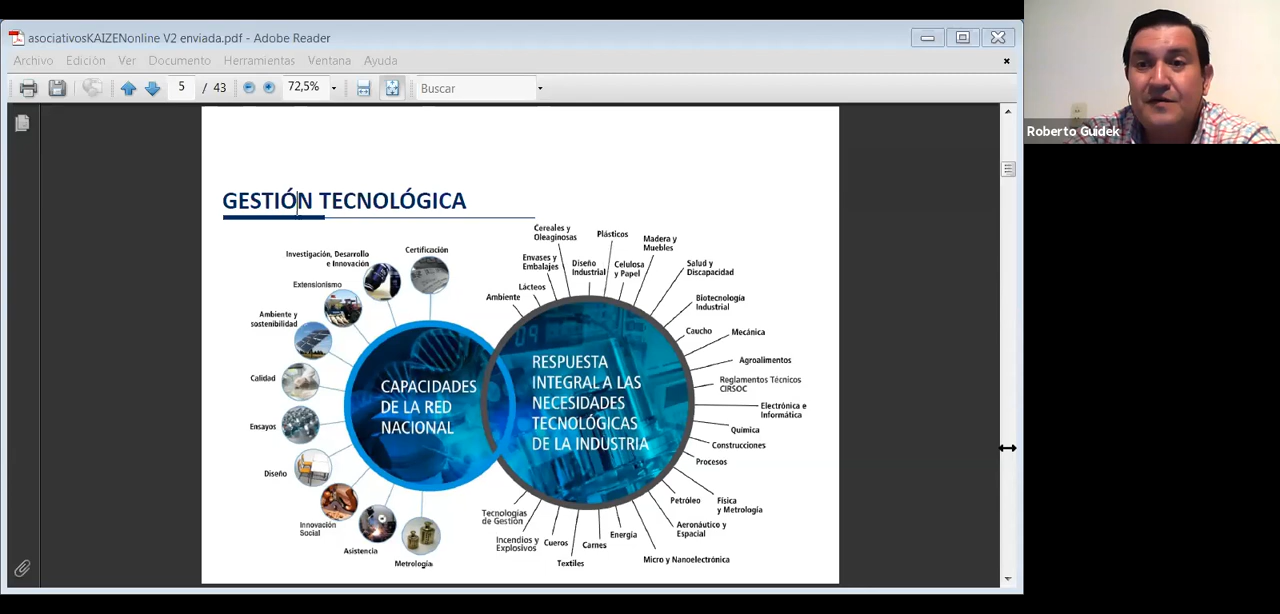 asociativosKAIZENonline V2 enviada.pdf - Adobe Reader
Archivo Edición Ver Documento Herramientas Ventana Ayuda
5 / 43 72,5% Buscar
Roberto Guidek
GESTIÓN TECNOLÓGICA
Certificación
Investigación, Desarrollo
e Innovación
Extensionismo
Ambiente y
sostenibilidad
Calidad
Ensayos
Diseño
Innovación
Social
Asistencia
Metrología
CAPACIDADES
DE LA RED
NACIONAL
RESPUESTA
INTEGRAL A LAS
NECESIDADES
TECNOLÓGICAS
DE LA INDUSTRIA
Ambiente
Lácteos
Envases y
Embalajes
Cereales y
Oleaginosas
Diseño
Industrial
Plásticos
Celulosa
y Papel
Madera y
Muebles
Salud y
Discapacidad
Biotecnología
Industrial
Caucho
Mecánica
Agroalimentos
Reglamentos Técnicos
CIRSOC
Electrónica e
Informática
Química
Construcciones
Procesos
Física
y Metrología
Petróleo
Aeronáutico y
Espacial
Micro y Nanoelectrónica
Energía
Carnes
Textiles
Cueros
Incendios y
Explosivos
Tecnologías
de Gestión